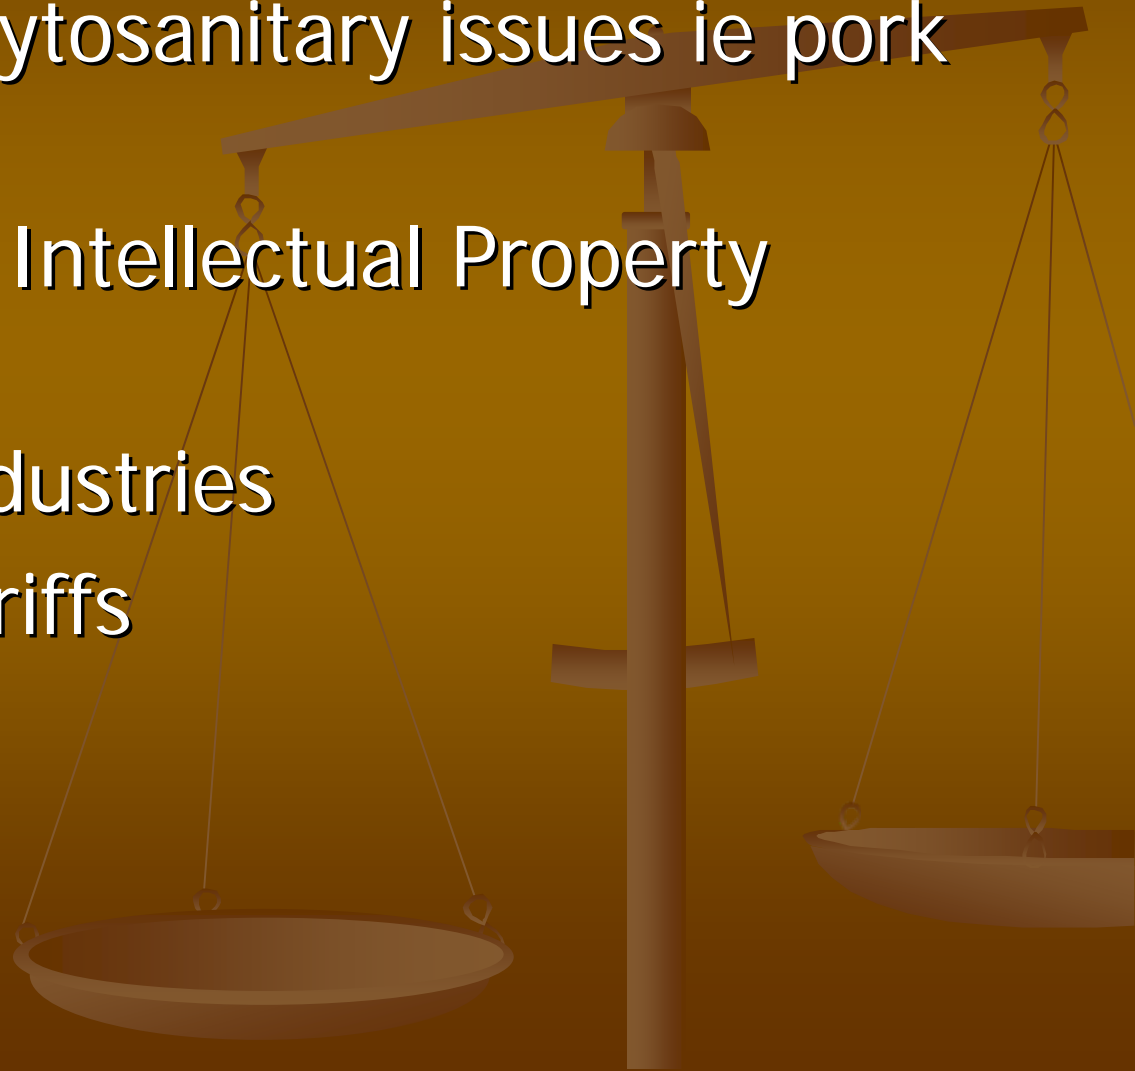 ytosanitary issues ie pork
Intellectual Property
dustries
riffs